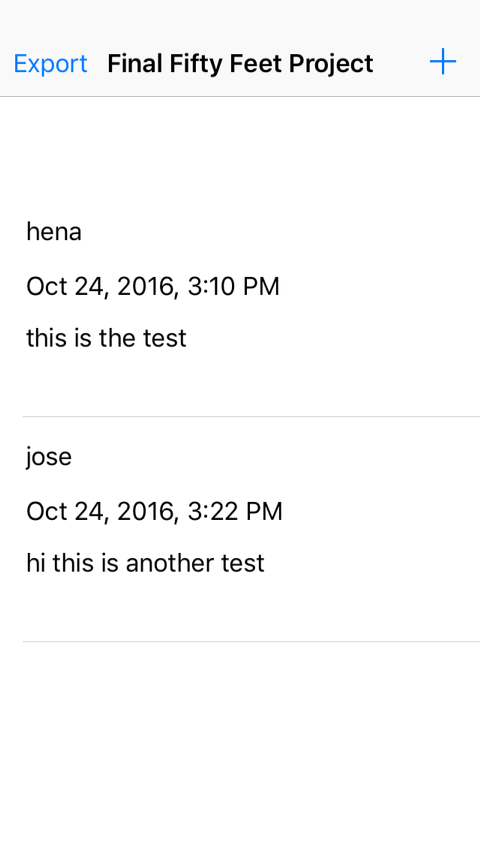 Export Final Fifty Feet Project +
hena
Oct 24, 2016, 3:10 PM
this is the test
jose
Oct 24, 2016, 3:22 PM
hi this is another test